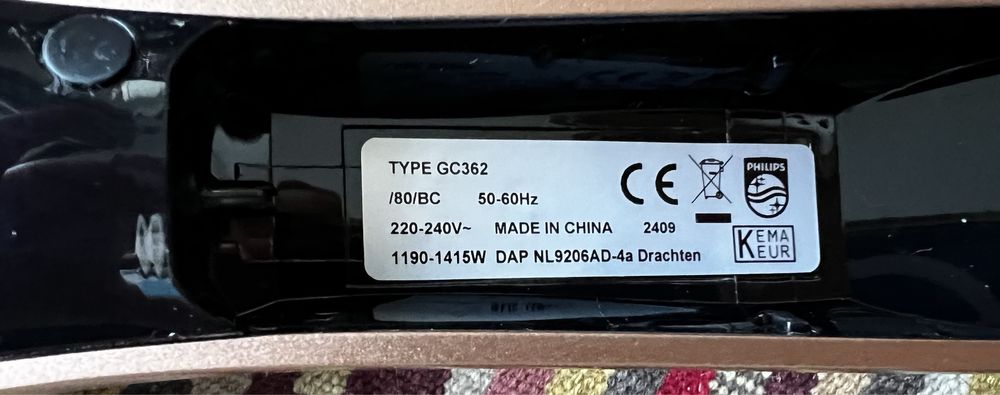 TYPE GC362
/80/BC 50-60Hz
220-240V~ MADE IN CHINA 2409
1190-1415W DAP NL9206AD-4a Drachten
CE
PHILIPS
KEMA
KEUR